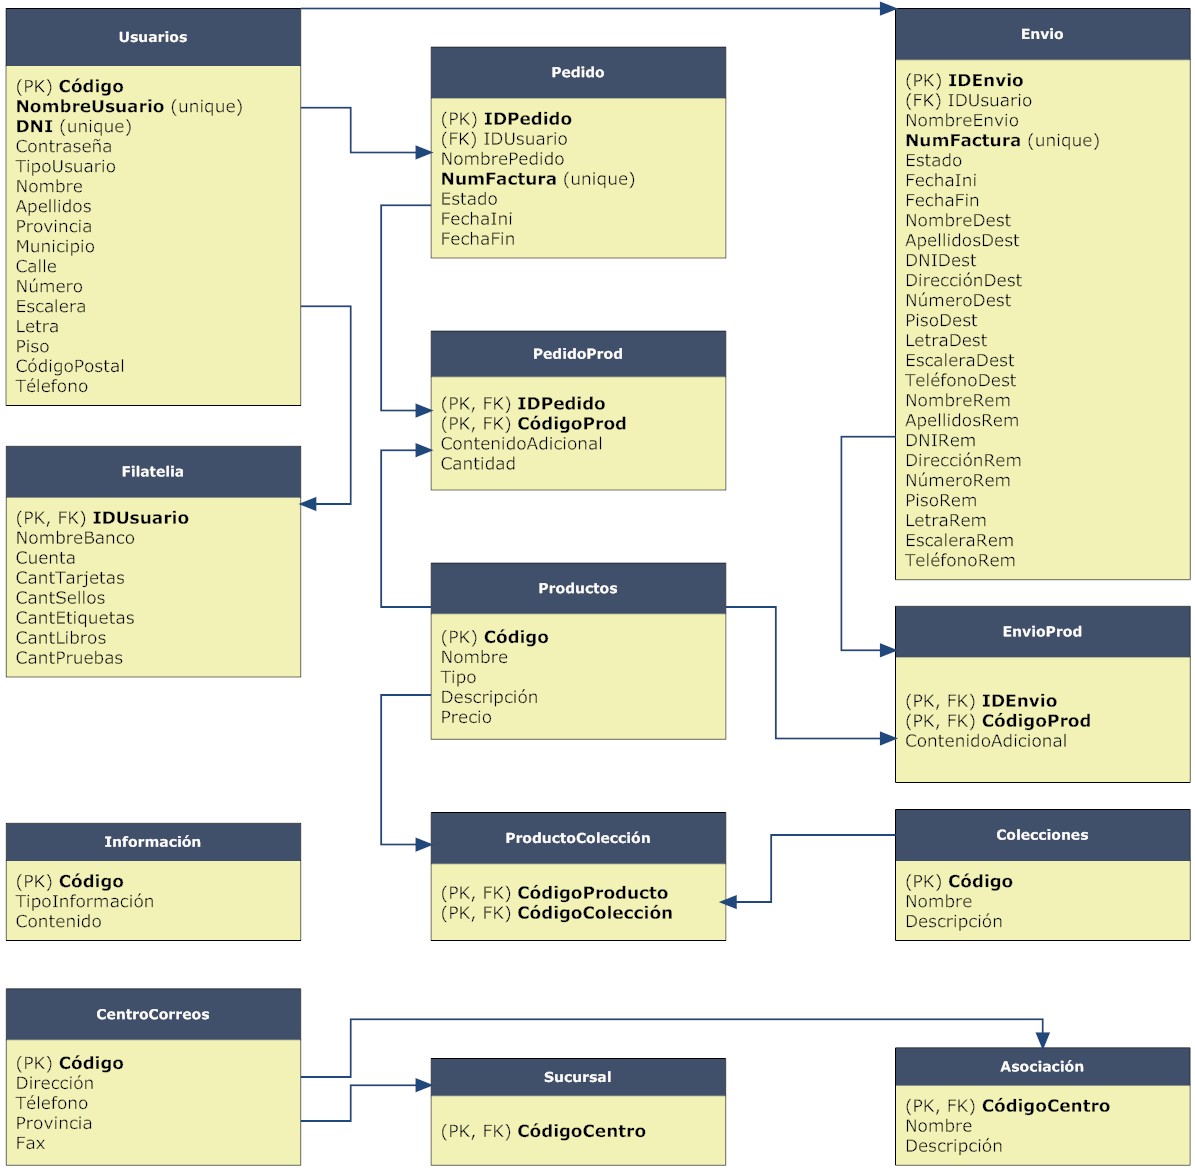 Usuarios
(PK) Código
NombreUsuario (unique)
DNI (unique)
Contraseña
TipoUsuario
Nombre
Apellidos
Provincia
Municipio
Calle
Número
Escalera
Letra
Piso
CódigoPostal
Télefono
Pedido
(PK) IDPedido
(FK) IDUsuario
NombrePedido
NumFactura (unique)
Estado
FechaIni
FechaFin
Envio
(PK) IDEnvio
(FK) IDUsuario
NombreEnvio
NumFactura (unique)
Estado
FechaIni
FechaFin
NombreDest
ApellidosDest
DNIDest
DirecciónDest
NúmeroDest
PisoDest
LetraDest
EscaleraDest
TeléfonoDest
NombreRem
ApellidosRem
DNIRem
DirecciónRem
NúmeroRem
PisoRem
LetraRem
EscaleraRem
TeléfonoRem
PedidoProd
(PK, FK) IDPedido
(PK, FK) CódigoProd
ContenidoAdicional
Cantidad
Filatelia
(PK, FK) IDUsuario
NombreBanco
Cuenta
CantTarjetas
CantSellos
CantEtiquetas
CantLibros
CantPruebas
Productos
(PK) Código
Nombre
Tipo
Descripción
Precio
EnvioProd
(PK, FK) IDEnvio
(PK, FK) CódigoProd
ContenidoAdicional
Información
(PK) Código
TipoInformación
Contenido
ProductoColección
(PK, FK) CódigoProducto
(PK, FK) CódigoColección
Colecciones
(PK) Código
Nombre
Descripción
CentroCorreos
(PK) Código
Dirección
Télefono
Provincia
Fax
Sucursal
(PK, FK) CódigoCentro
Asociación
(PK, FK) CódigoCentro
Nombre
Descripción